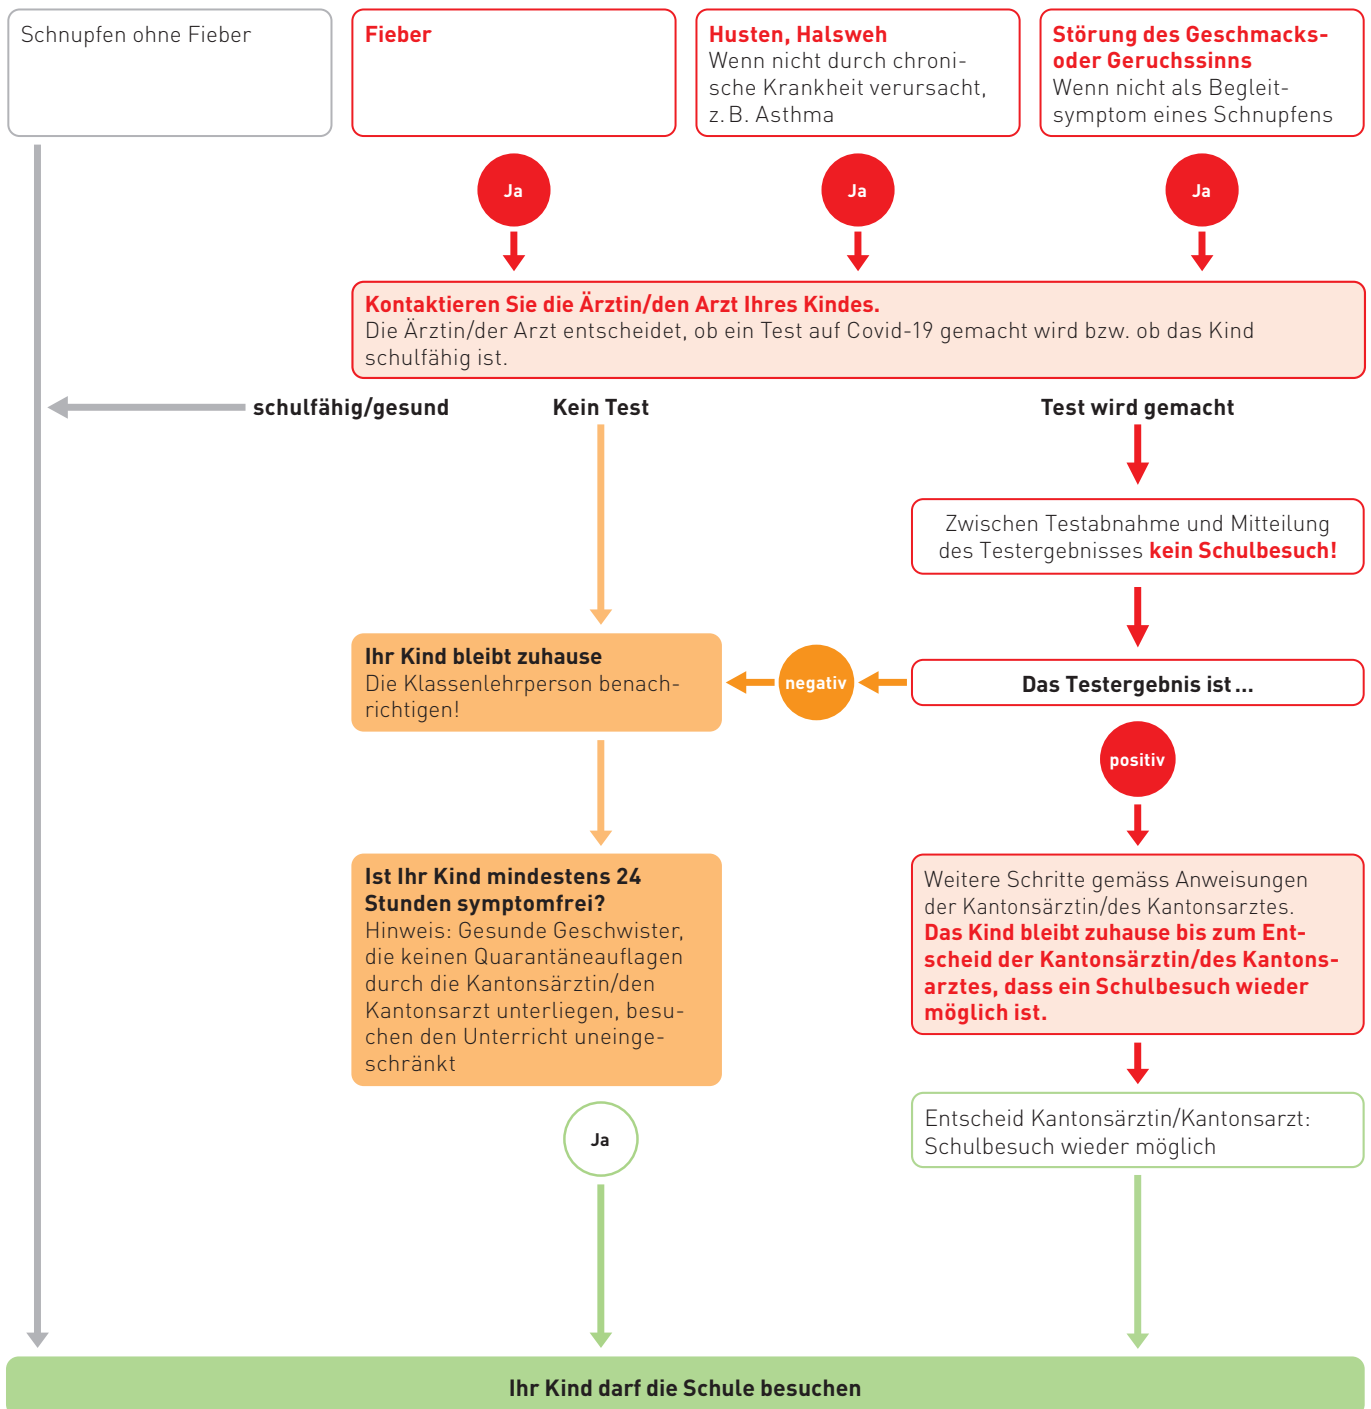 Schnupfen ohne Fieber
Fieber
Husten, Halsweh
Wenn nicht durch chroni-
sche Krankheit verursacht,
z. B. Asthma
Störung des Geschmacks-
oder Geruchssinns
Wenn nicht als Begleit-
symptom eines Schnupfens
Ja
Ja
Ja
Kontaktieren Sie die Ärztin/den Arzt Ihres Kindes.
Die Ärztin/der Arzt entscheidet, ob ein Test auf Covid-19 gemacht wird bzw. ob das Kind
schulfähig ist.
schulfähig/gesund
Kein Test
Test wird gemacht
Zwischen Testabnahme und Mitteilung
des Testergebnisses kein Schulbesuch!
Ihr Kind bleibt zuhause
Die Klassenlehrperson benach-
richtigen!
negativ
Das Testergebnis ist ...
positiv
Ist Ihr Kind mindestens 24
Stunden symptomfrei?
Hinweis: Gesunde Geschwister,
die keinen Quarantäneauflagen
durch die Kantonsärztin/den
Kantonsarzt unterliegen, besu-
chen den Unterricht uneinge-
schränkt
Weitere Schritte gemäss Anweisungen
der Kantonsärztin/des Kantonsarztes.
Das Kind bleibt zuhause bis zum Ent-
scheid der Kantonsärztin/des Kantons-
arztes, dass ein Schulbesuch wieder
möglich ist.
Ja
Entscheid Kantonsärztin/Kantonsarzt:
Schulbesuch wieder möglich
Ihr Kind darf die Schule besuchen